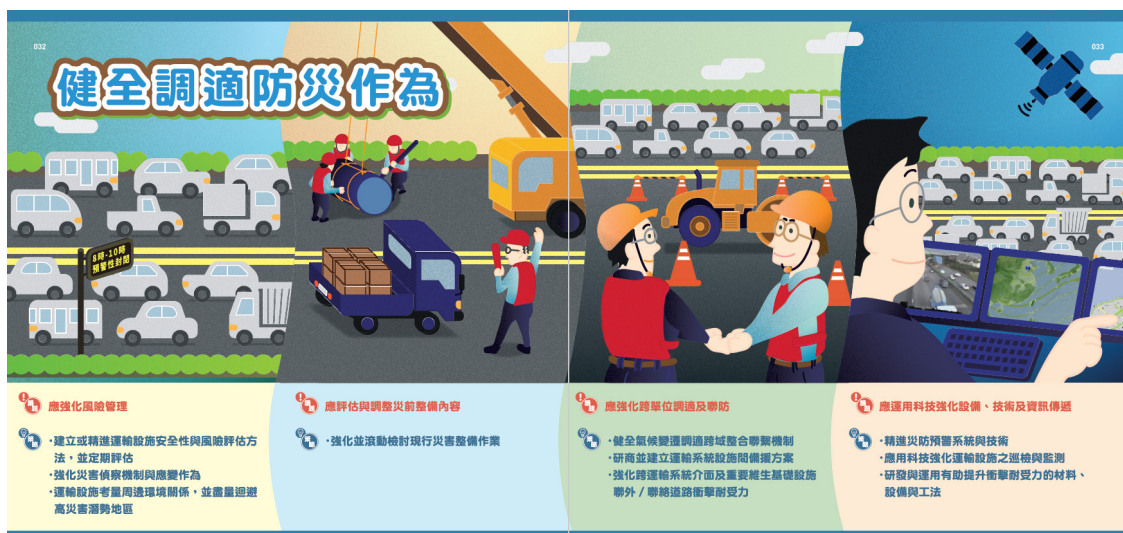 032
033
健全調適防災作為
8時-10時
預警性封閉
應強化風險管理
·建立或精進運輸設施安全性與風險評估方
法，並定期評估
·強化災害偵察機制與應變作為
·運輸設施考量周邊環境關係，並盡量迴避
高災害潛勢地區
應評估與調整災前整備內容
·強化並滾動檢討現行災害整備作業
應強化跨單位調適及聯防
·健全氣候變遷調適跨域整合聯繫機制
·研商並建立運輸系統設施間備援方案
·強化跨運輸系統介面及重要維生基礎設施
聯外／聯絡道路衝擊耐受力
應運用科技強化設備、技術及資訊傳遞
·精進災防預警系統與技術
·應用科技強化運輸設施之巡檢與監測
·研發與運用有助提升衝擊耐受力的材料、
設備與工法